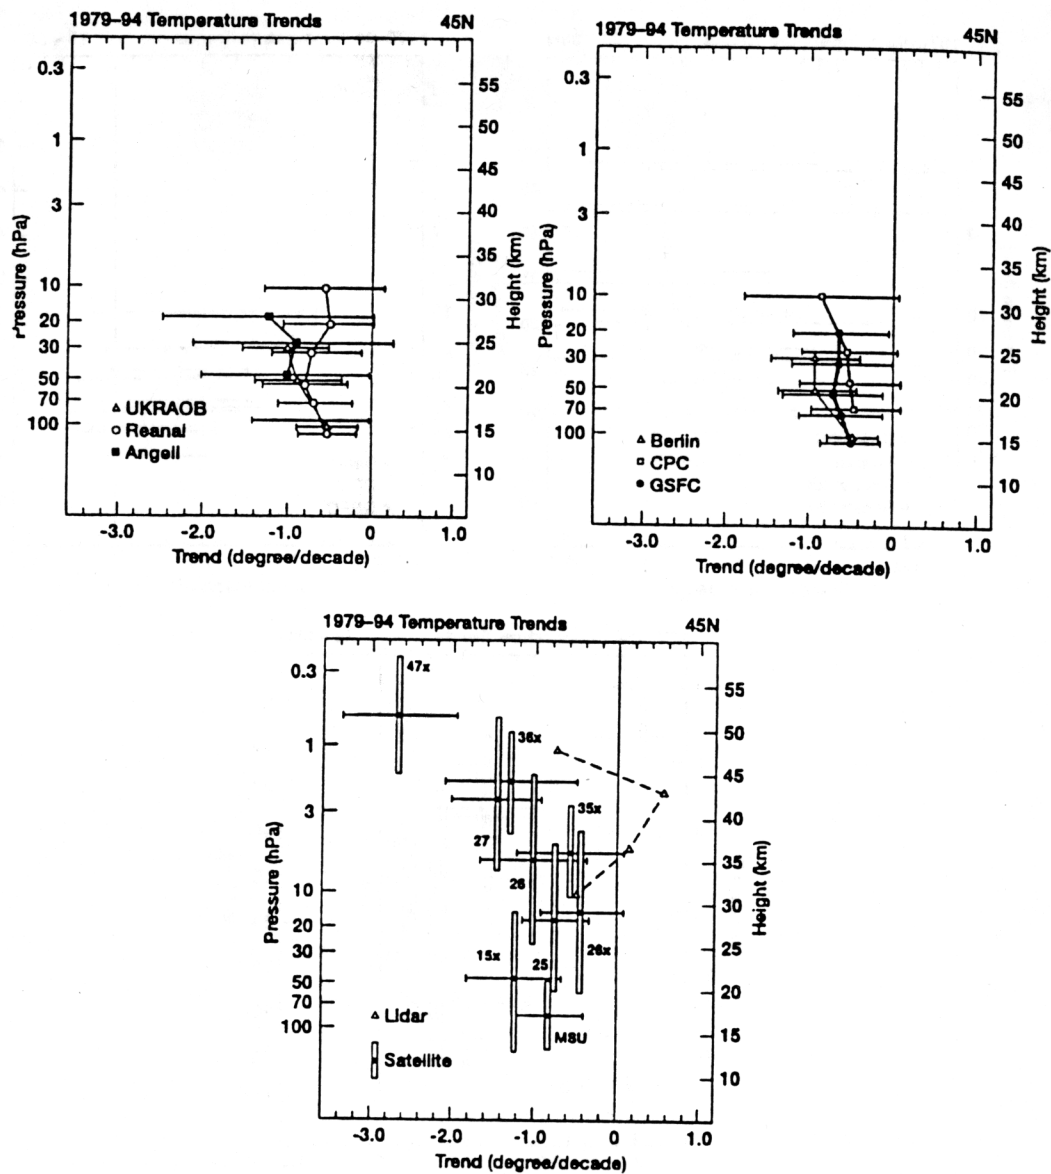 1979–94 Temperature Trends 45N
0.3
1
3
10
20
30
50
70
100
Pressure (hPa)
55
50
45
40
35
30
25
20
15
10
Height (km)
UKRAOB
Reanal
Angell
-3.0 -2.0 -1.0 0 1.0
Trend (degree/decade)
1979–94 Temperature Trends 45N
0.3
1
3
10
20
30
50
70
100
Pressure (hPa)
55
50
45
40
35
30
25
20
15
10
Height (km)
Berlin
CPC
GSFC
-3.0 -2.0 -1.0 0 1.0
Trend (degree/decade)
1979–94 Temperature Trends 45N
0.3
1
3
10
20
30
50
70
100
Pressure (hPa)
55
50
45
40
35
30
25
20
15
10
Height (km)
47x
36x
35x
27
26
15x
25
26x
MSU
Lidar
Satellite
-3.0 -2.0 -1.0 0 1.0
Trend (degree/decade)